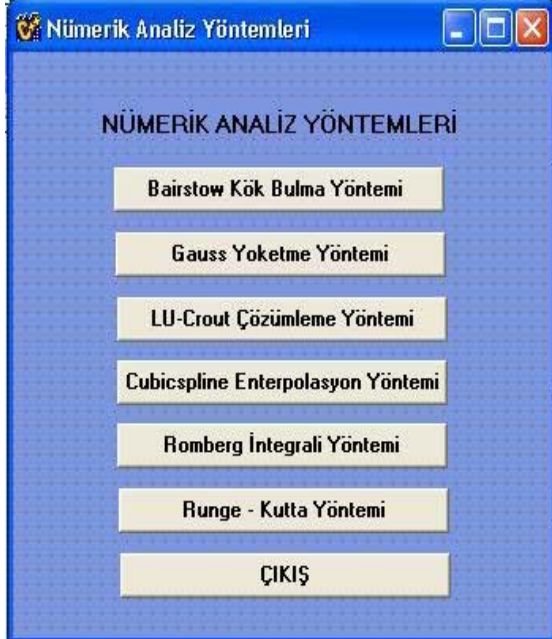 Nümerik Analiz Yöntemleri
NÜMERİK ANALİZ YÖNTEMLERİ
Bairstow Kök Bulma Yöntemi
Gauss Yoketme Yöntemi
LU-Crout Çözümleme Yöntemi
Cubicspline Enterpolasyon Yöntemi
Romberg İntegrali Yöntemi
Runge - Kutta Yöntemi
ÇIKIŞ